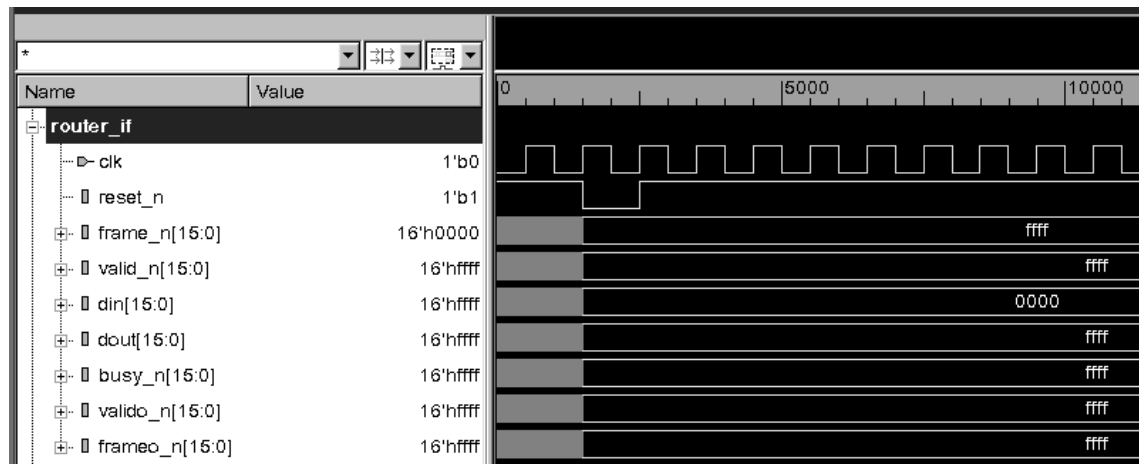 *
Name Value 0 5000 10000
router_if
clk 1'b0
reset_n 1'b1
frame_n[15:0] 16'h0000 ffff
valid_n[15:0] 16'hffff ffff
din[15:0] 16'hffff 0000
dout[15:0] 16'hffff ffff
busy_n[15:0] 16'hffff ffff
valido_n[15:0] 16'hffff ffff
frameo_n[15:0] 16'hffff ffff